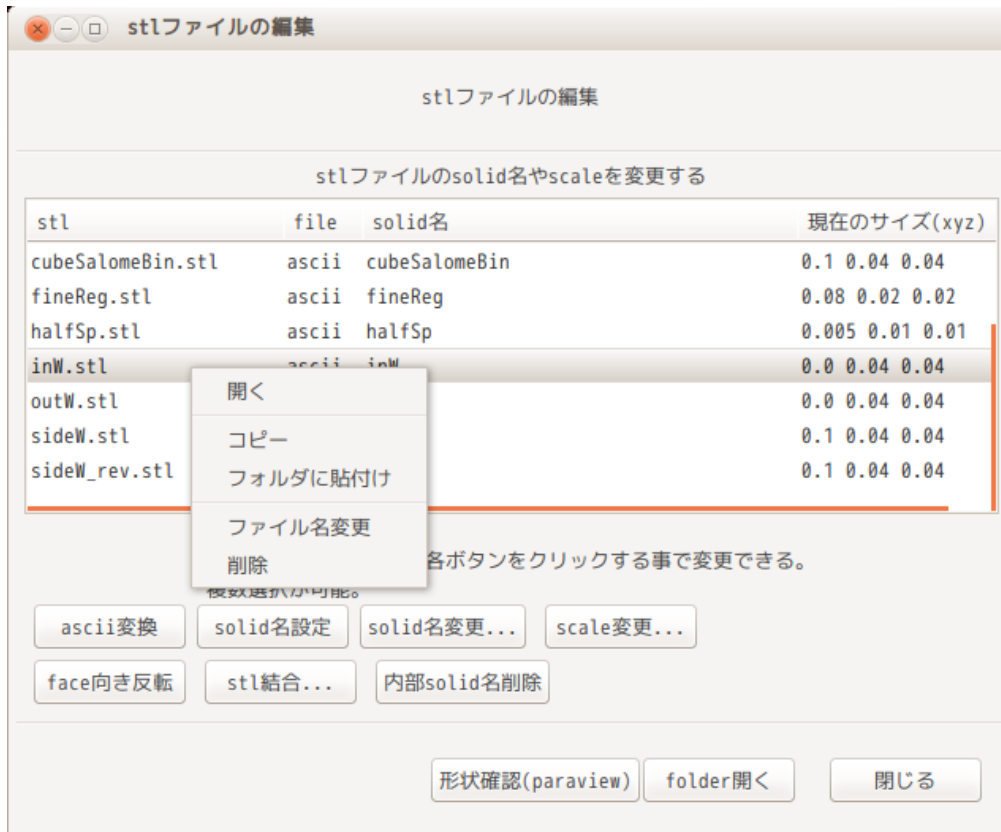 stlファイルの編集
stlファイルの編集
stlファイルのsolid名やscaleを変更する
stl file solid名 現在のサイズ(xyz)
cubeSalomeBin.stl ascii cubeSalomeBin 0.1 0.04 0.04
fineReg.stl ascii fineReg 0.08 0.02 0.02
halfSp.stl ascii halfSp 0.005 0.01 0.01
inW.stl ascii inW 0.0 0.04 0.04
outW.stl 0.0 0.04 0.04
sideW.stl 0.1 0.04 0.04
sideW_rev.stl 0.1 0.04 0.04
開く
コピー
フォルダに貼付け
ファイル名変更
削除
各ボタンをクリックする事で変更できる。
複数選択が可能。
ascii変換 solid名設定 solid名変更... scale変更...
face向き反転 stl結合... 内部solid名削除
形状確認(paraview) folder開く 閉じる